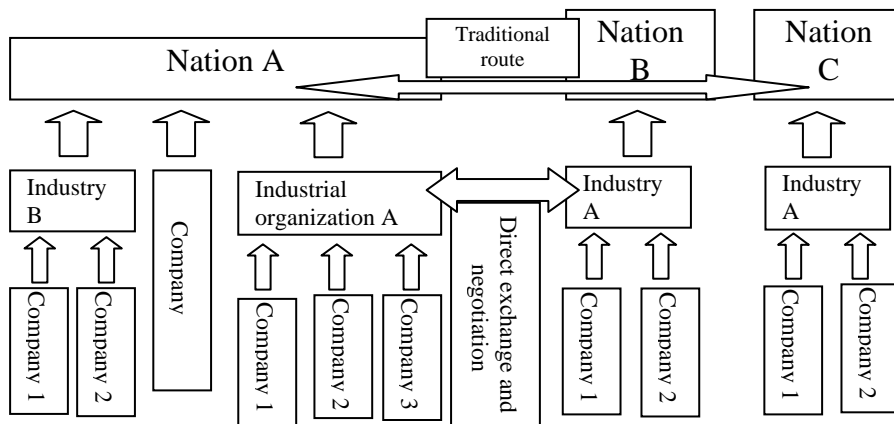 Nation A
Traditional
route
Nation
B
Nation
C
Industry
B
Company
Industrial
organization A
Industry
A
Industry
A
Company 1
Company 2
Company 1
Company 2
Company 3
Direct exchange and
negotiation
Company 1
Company 2
Company 1
Company 2